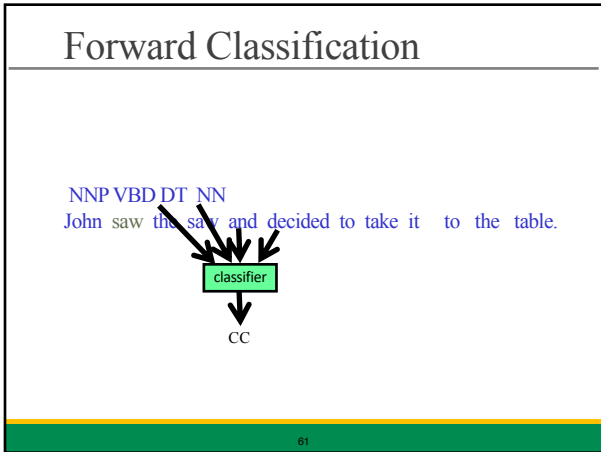 Forward Classification
NNP VBD DT NN
John saw the saw and decided to take it to the table.
classifier
CC
61